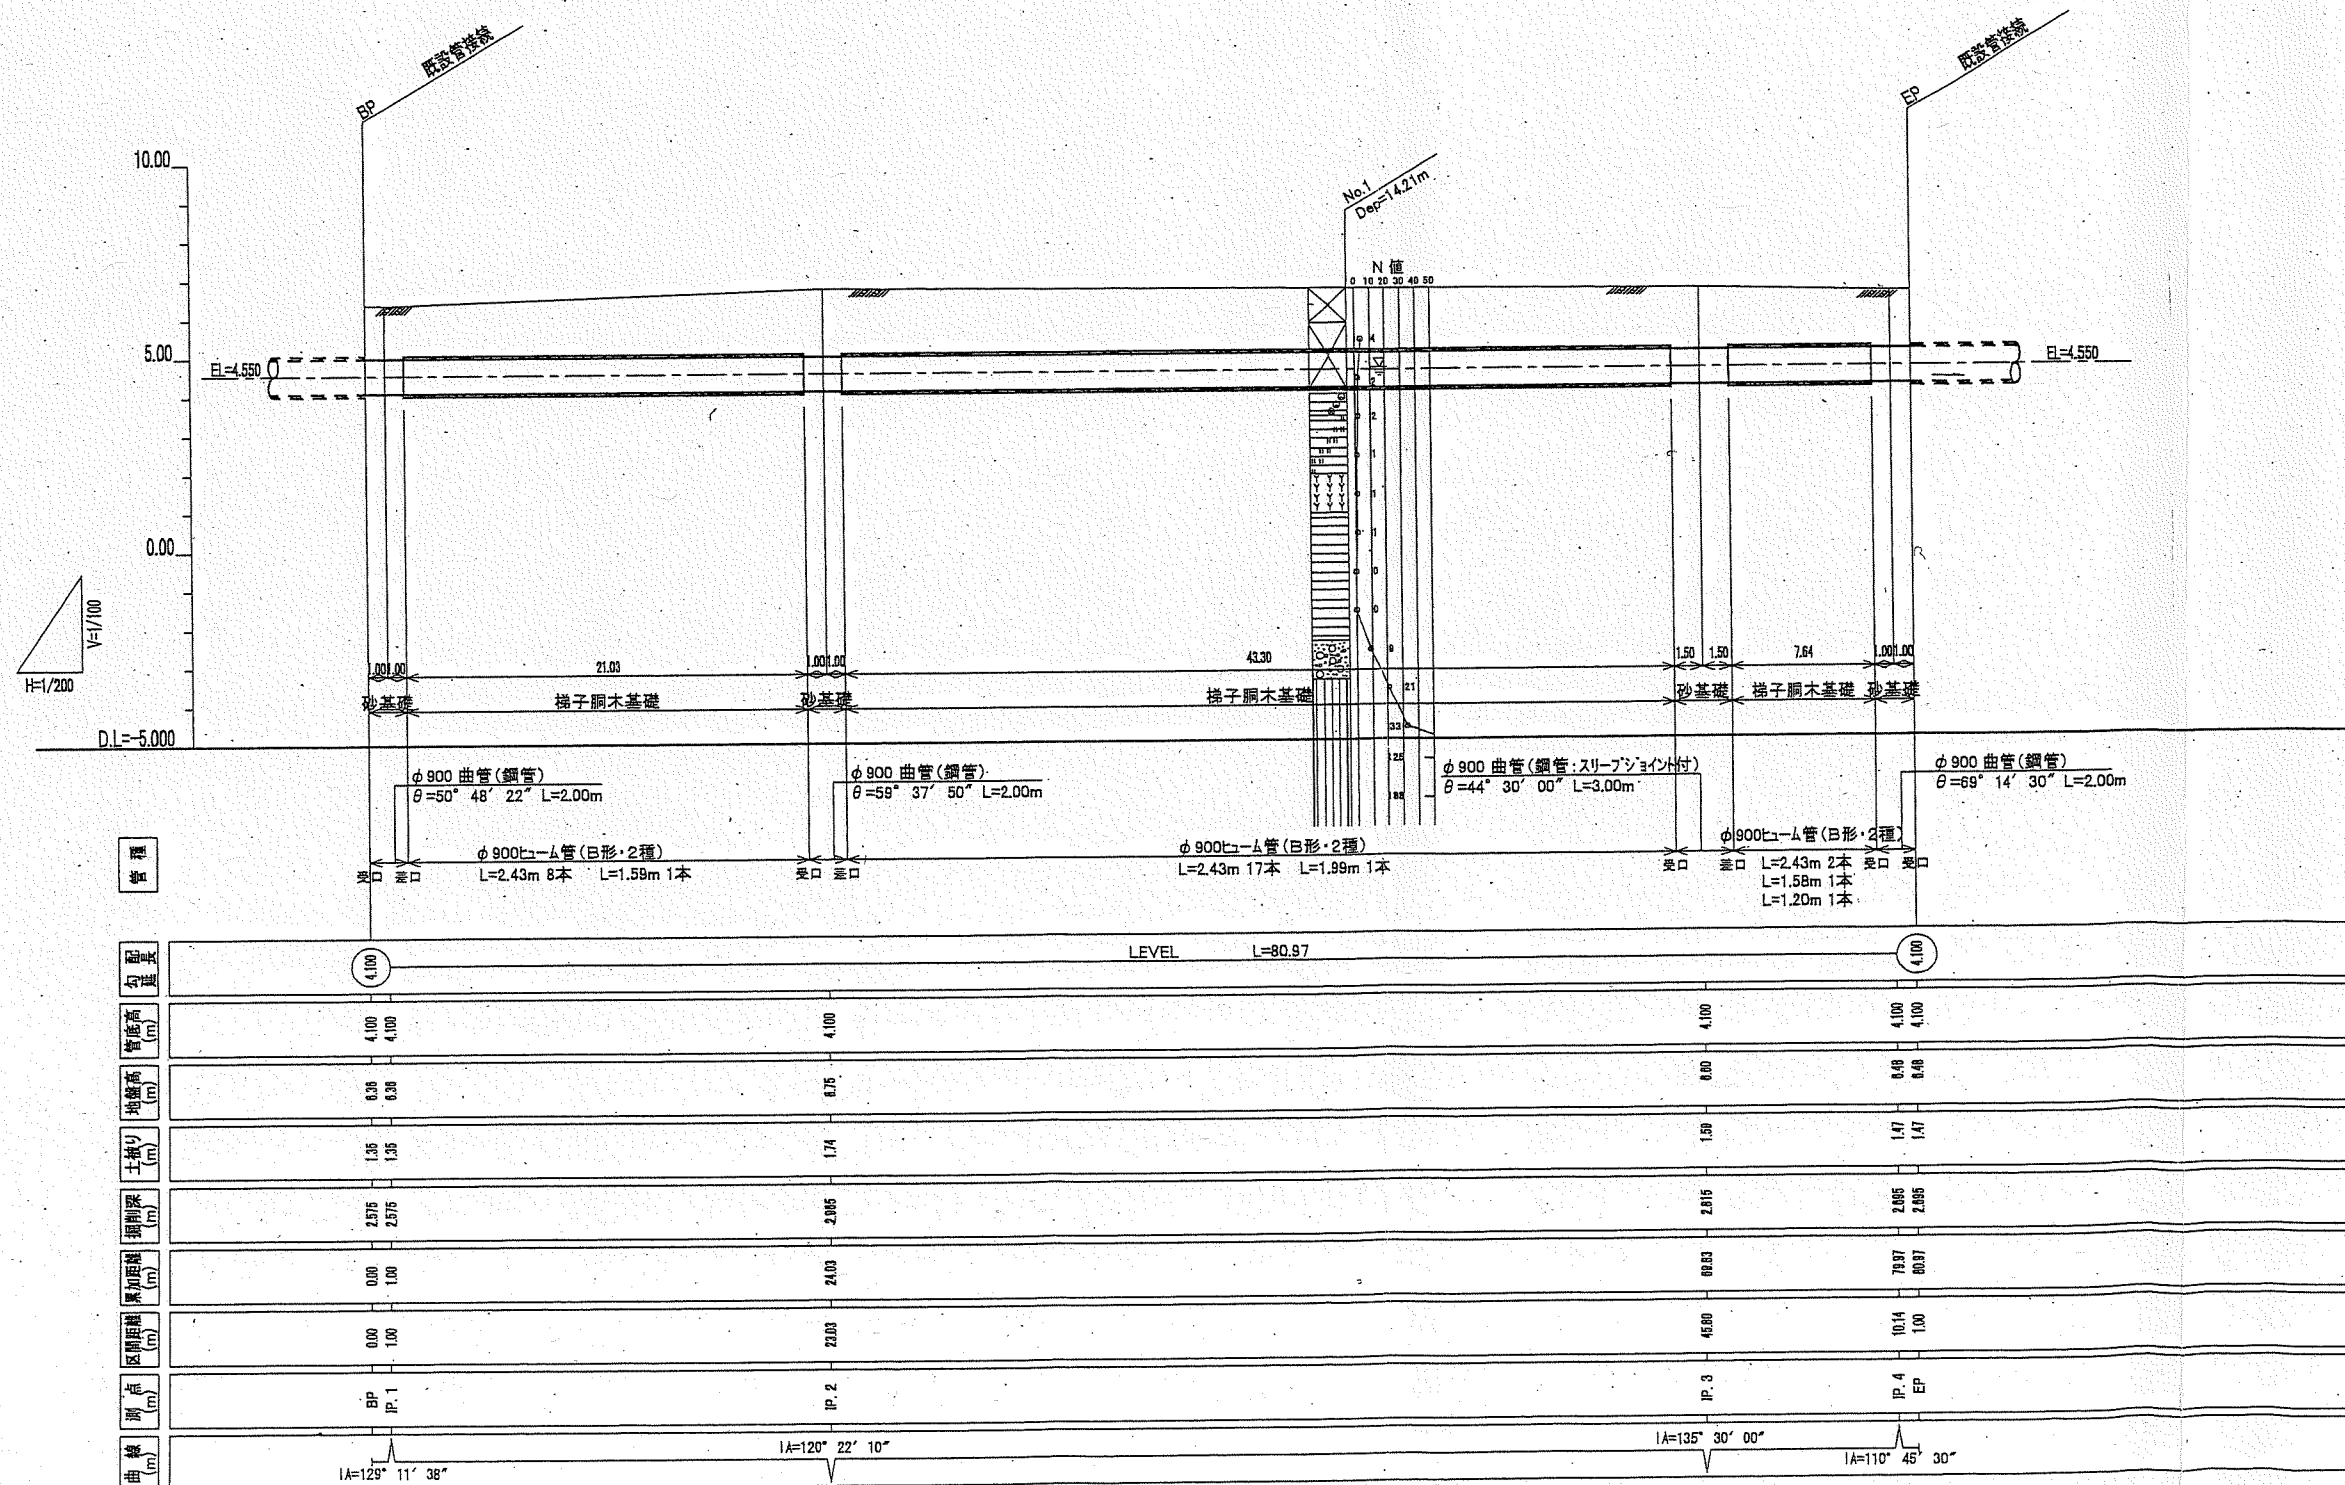 既設管接続
BP
既設管接続
EP
No.1
Dep=14.21m
10.00
5.00
0.00
D.L=-5.000
V=1/100
H=1/200
EL=4.550
EL=4.550
N 値
0 10 20 30 40 50
4
2
1
1
1
0
0
9
21
33
1.00 1.00 21.03 1.00 1.00 43.30 1.50 1.50 7.64 1.00 1.00
砂基礎 梯子胴木基礎 砂基礎 梯子胴木基礎 砂基礎 梯子胴木基礎 砂基礎
φ900 曲管(鋼管)
θ=50° 48′ 22″ L=2.00m
φ900 曲管(鋼管)
θ=59° 37′ 50″ L=2.00m
φ900 曲管(鋼管:スリーブジョイント付)
θ=44° 30′ 00″ L=3.00m
φ900 曲管(鋼管)
θ=69° 14′ 30″ L=2.00m
管種
φ900ヒューム管(B形・2種)
L=2.43m 8本 L=1.59m 1本
φ900ヒューム管(B形・2種)
L=2.43m 17本 L=1.99m 1本
φ900ヒューム管(B形・2種)
L=2.43m 2本
L=1.58m 1本
L=1.20m 1本
受口 差口 受口 差口 受口 差口 受口 受口
勾配延長
4.100 LEVEL L=80.97 4.100
管底高(m)
4.100 4.100 4.100 4.100 4.100 4.100
地盤高(m)
6.36 6.36 6.75 6.60 6.48 6.48
土被り(m)
1.35 1.35 1.74 1.59 1.47 1.47
掘削深(m)
2.575 2.575 2.965 2.815 2.695 2.695
累加距離(m)
0.00 1.00 24.03 69.83 79.97 80.97
区間距離(m)
0.00 1.00 23.03 45.80 10.14 1.00
測点(m)
BP IP.1 IP.2 IP.3 IP.4 EP
曲線(m)
IA=129° 11′ 38″
IA=120° 22′ 10″
IA=135° 30′ 00″
IA=110° 45′ 30″